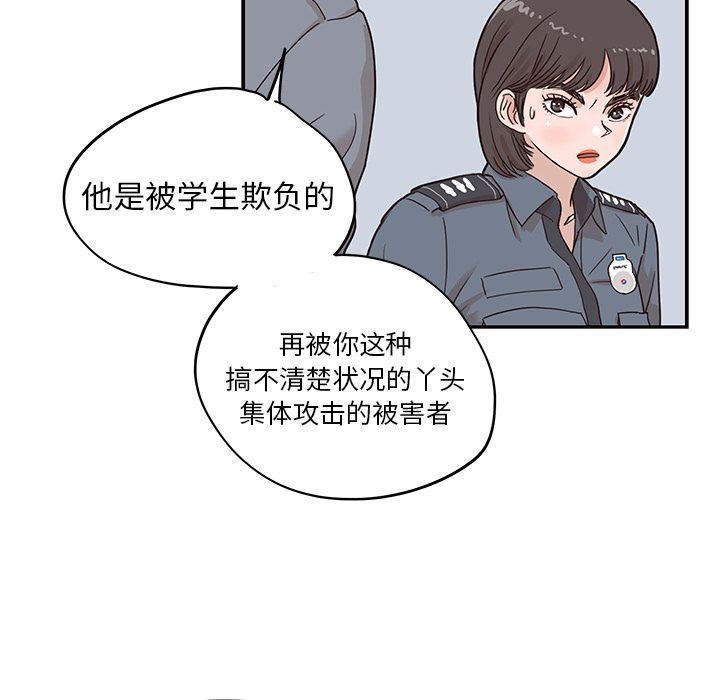 他是被学生欺负的
再被你这种
搞不清楚状况的丫头
集体攻击的被害者